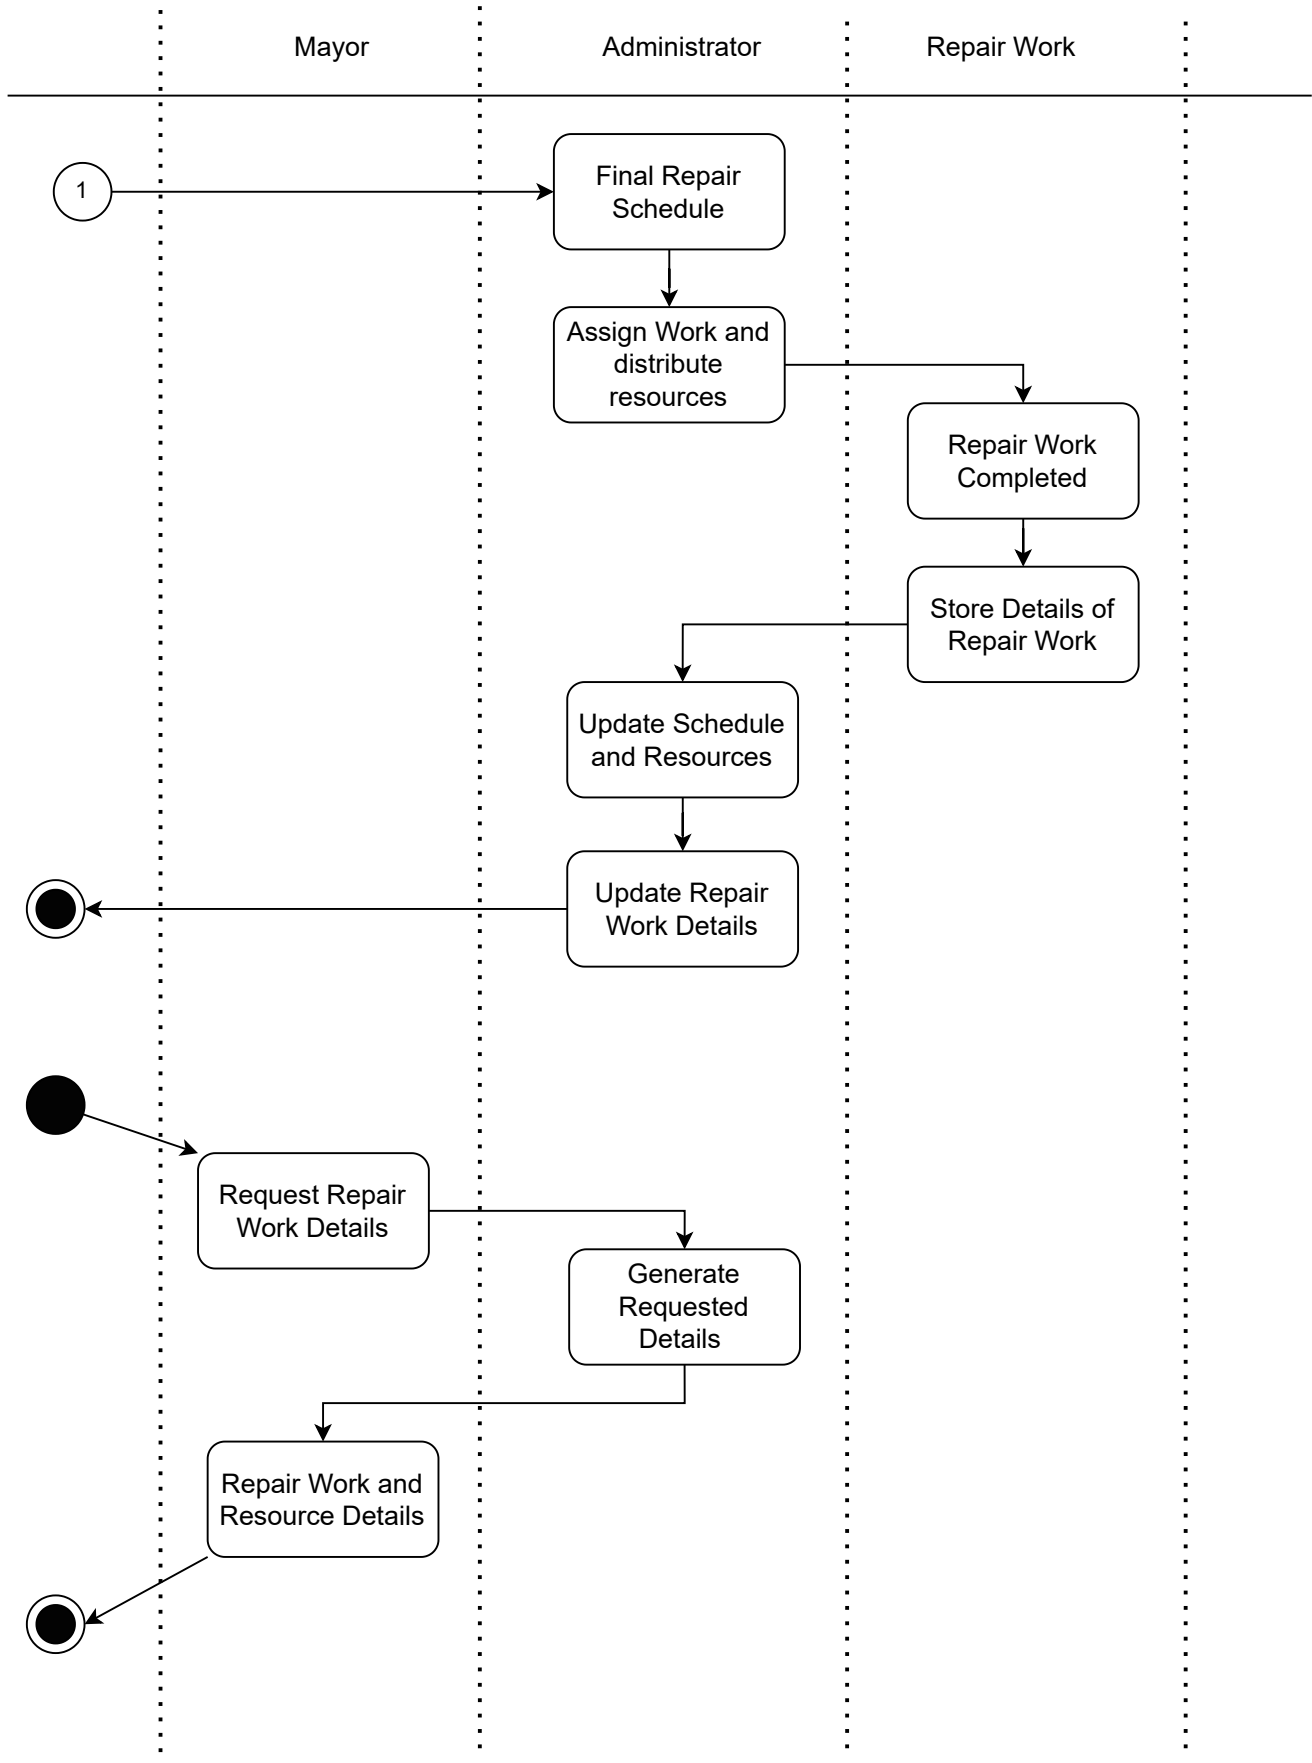 Mayor
Administrator
Repair Work
1
Final Repair
Schedule
Assign Work and
distribute
resources
Repair Work
Completed
Store Details of
Repair Work
Update Schedule
and Resources
Update Repair
Work Details
Request Repair
Work Details
Generate
Requested
Details
Repair Work and
Resource Details